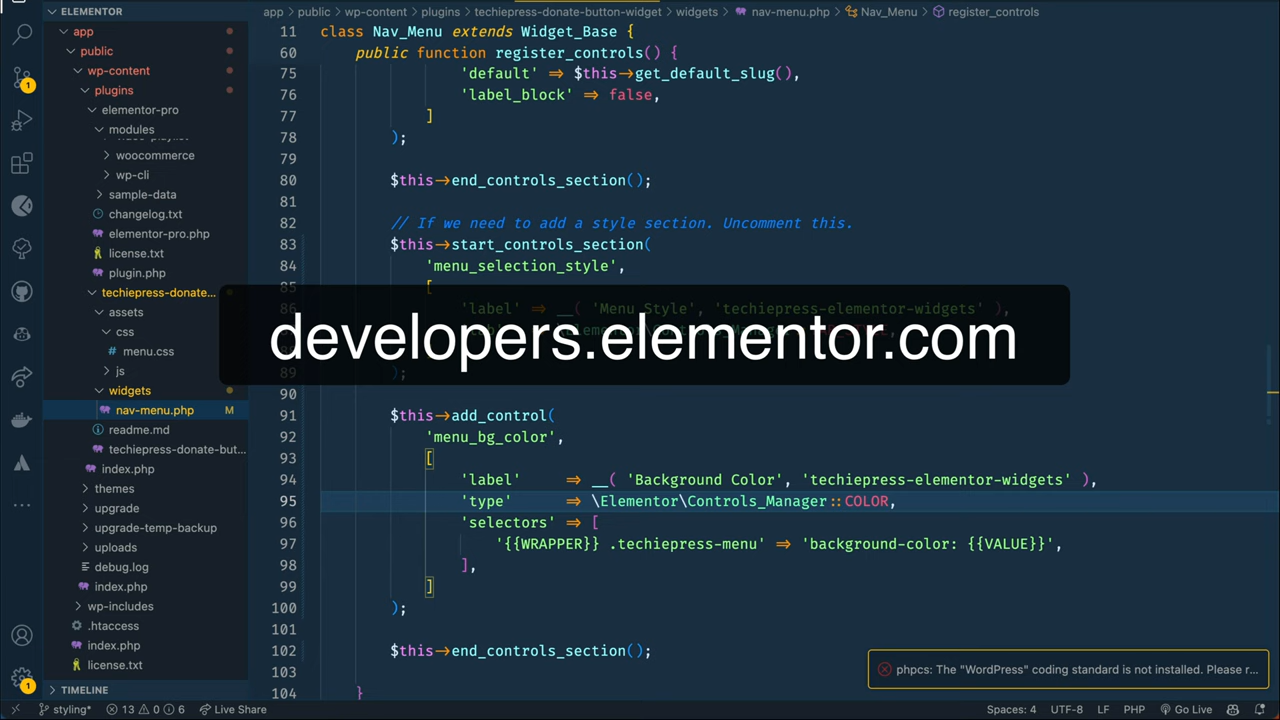 ELEMENTOR
app
public
wp-content
plugins
elementor-pro
modules
woocommerce
wp-cli
sample-data
changelog.txt
elementor-pro.php
license.txt
plugin.php
techiepress-donate...
assets
css
menu.css
js
widgets
nav-menu.php M
readme.md
techiepress-donate-but...
index.php
themes
upgrade
upgrade-temp-backup
uploads
debug.log
index.php
wp-includes
.htaccess
index.php
license.txt
TIMELINE
1
1
app > public > wp-content > plugins > techiepress-donate-button-widget > widgets > nav-menu.php > Nav_Menu > register_controls
11 class Nav_Menu extends Widget_Base {
60 public function register_controls() {
75 'default' => $this->get_default_slug(),
76 'label_block' => false,
77 ]
78 );
79
80 $this->end_controls_section();
81
82 // If we need to add a style section. Uncomment this.
83 $this->start_controls_section(
84 'menu_selection_style',
85 [
86 'label' => __( 'Menu Style', 'techiepress-elementor-widgets' ),
developers.elementor.com
89 );
90
91 $this->add_control(
92 'menu_bg_color',
93 [
94 'label' => __( 'Background Color', 'techiepress-elementor-widgets' ),
95 'type' => \Elementor\Controls_Manager::COLOR,
96 'selectors' => [
97 '{{WRAPPER}} .techiepress-menu' => 'background-color: {{VALUE}}',
98 ],
99 ]
100 );
101
102 $this->end_controls_section();
103
104 }
phpcs: The "WordPress" coding standard is not installed. Please r...
styling* 13 0 6 Live Share Spaces: 4 UTF-8 LF PHP Go Live